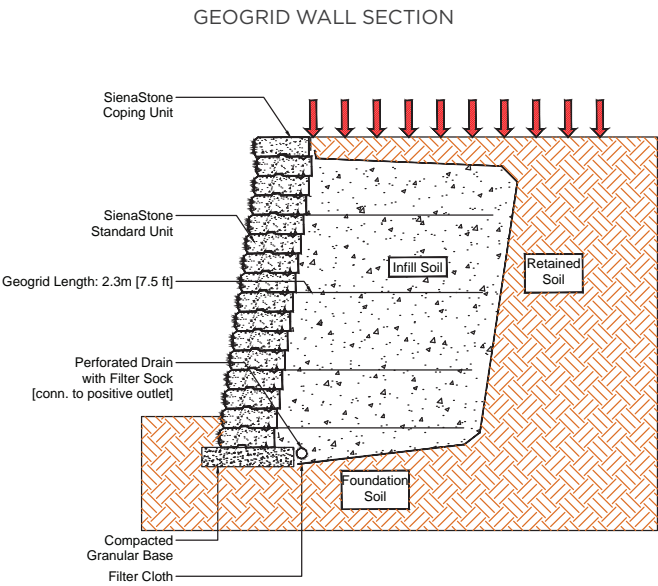 GEOGRID WALL SECTION
SienaStone
Coping Unit
SienaStone
Standard Unit
Infill Soil
Retained
Soil
Geogrid Length: 2.3m [7.5 ft]
Perforated Drain
with Filter Sock
[conn. to positive outlet]
Foundation
Soil
Compacted
Granular Base
Filter Cloth